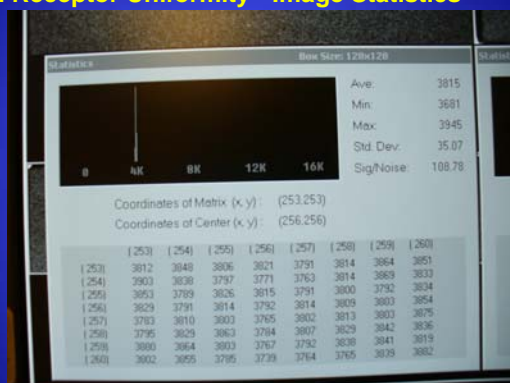 Receptor Uniformity - Image Statistics
Statistics Box Size: 128x128
Ave: 3815
Min: 3681
Max: 3945
Std. Dev: 35.07
Sig/Noise: 108.78
0 4K 8K 12K 16K
Coordinates of Matrix (x, y) : (253,253)
Coordinates of Center (x, y) : (256,256)
(253) (254) (255) (256) (257) (258) (259) (260)
(253) 3812 3848 3806 3821 3791 3814 3864 3851
(254) 3903 3838 3797 3771 3763 3814 3869 3833
(255) 3853 3789 3826 3815 3791 3800 3792 3834
(256) 3829 3791 3814 3792 3814 3809 3803 3854
(257) 3783 3810 3803 3765 3802 3813 3803 3875
(258) 3795 3829 3863 3784 3807 3829 3842 3836
(259) 3880 3864 3803 3767 3792 3838 3841 3819
(260) 3802 3855 3785 3739 3764 3765 3839 3882